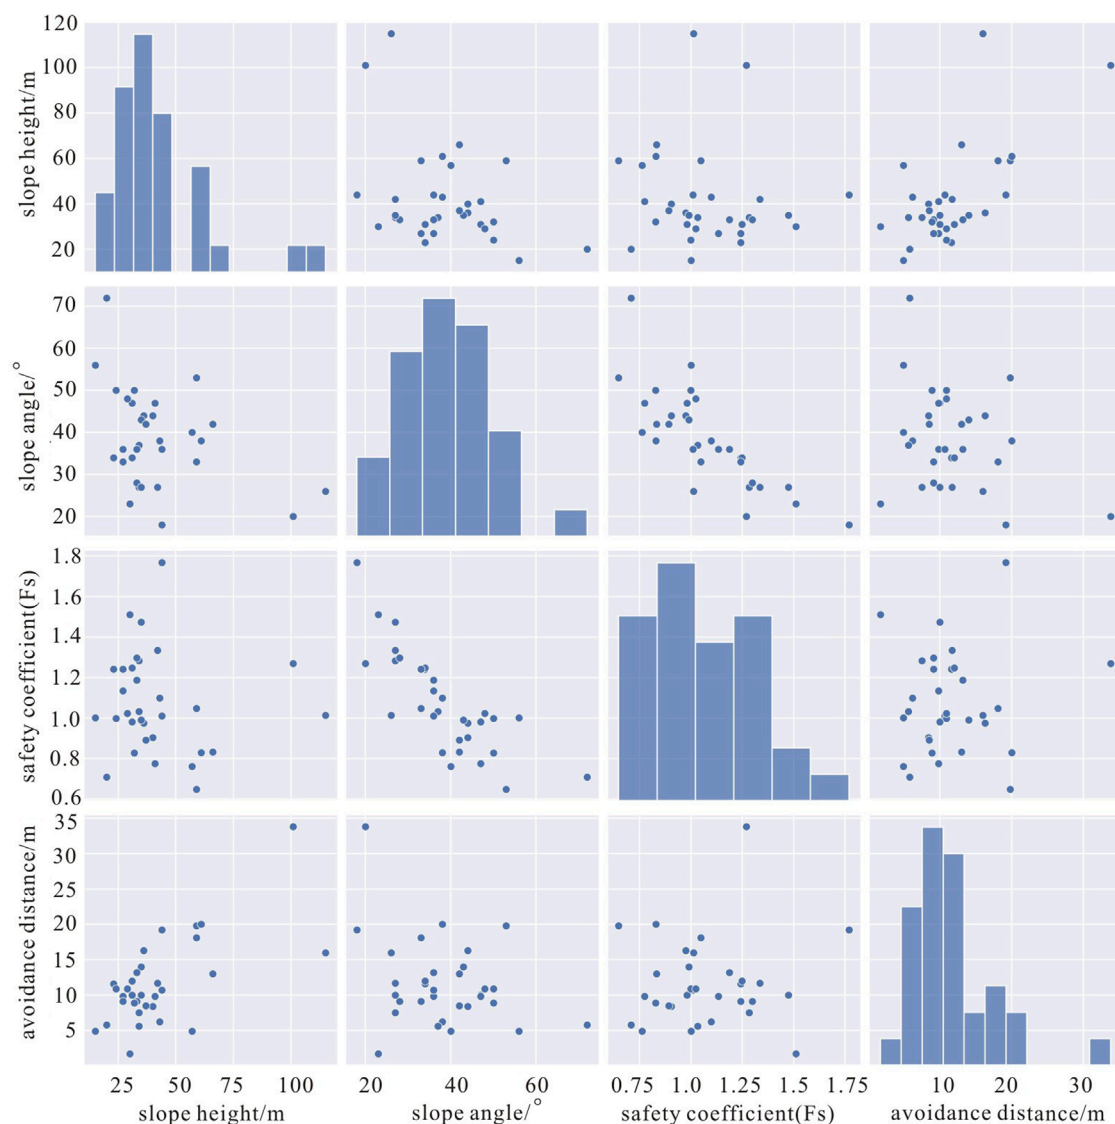 120
100
80
60
40
20
slope height/m
70
60
50
40
30
20
slope angle/°
1.8
1.6
1.4
1.2
1.0
0.8
0.6
safety coefficient(Fs)
35
30
25
20
15
10
5
avoidance distance/m
25 50 75 100
20 40 60
0.75 1.0 1.25 1.5 1.75
10 20 30
slope height/m
slope angle/°
safety coefficient(Fs)
avoidance distance/m